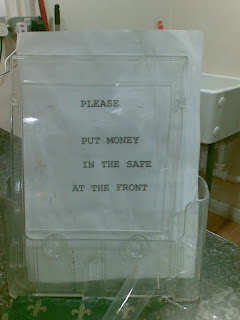 PLEASE
PUT MONEY
IN THE SAFE
AT THE FRONT